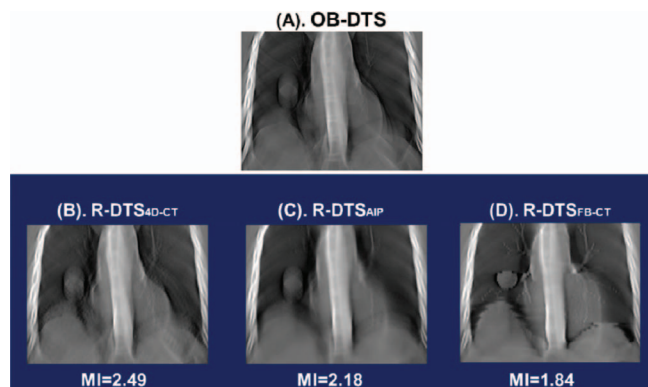 (A). OB-DTS
(B). R-DTS4D-CT (C). R-DTSAIP (D). R-DTSFB-CT
MI=2.49 MI=2.18 MI=1.84